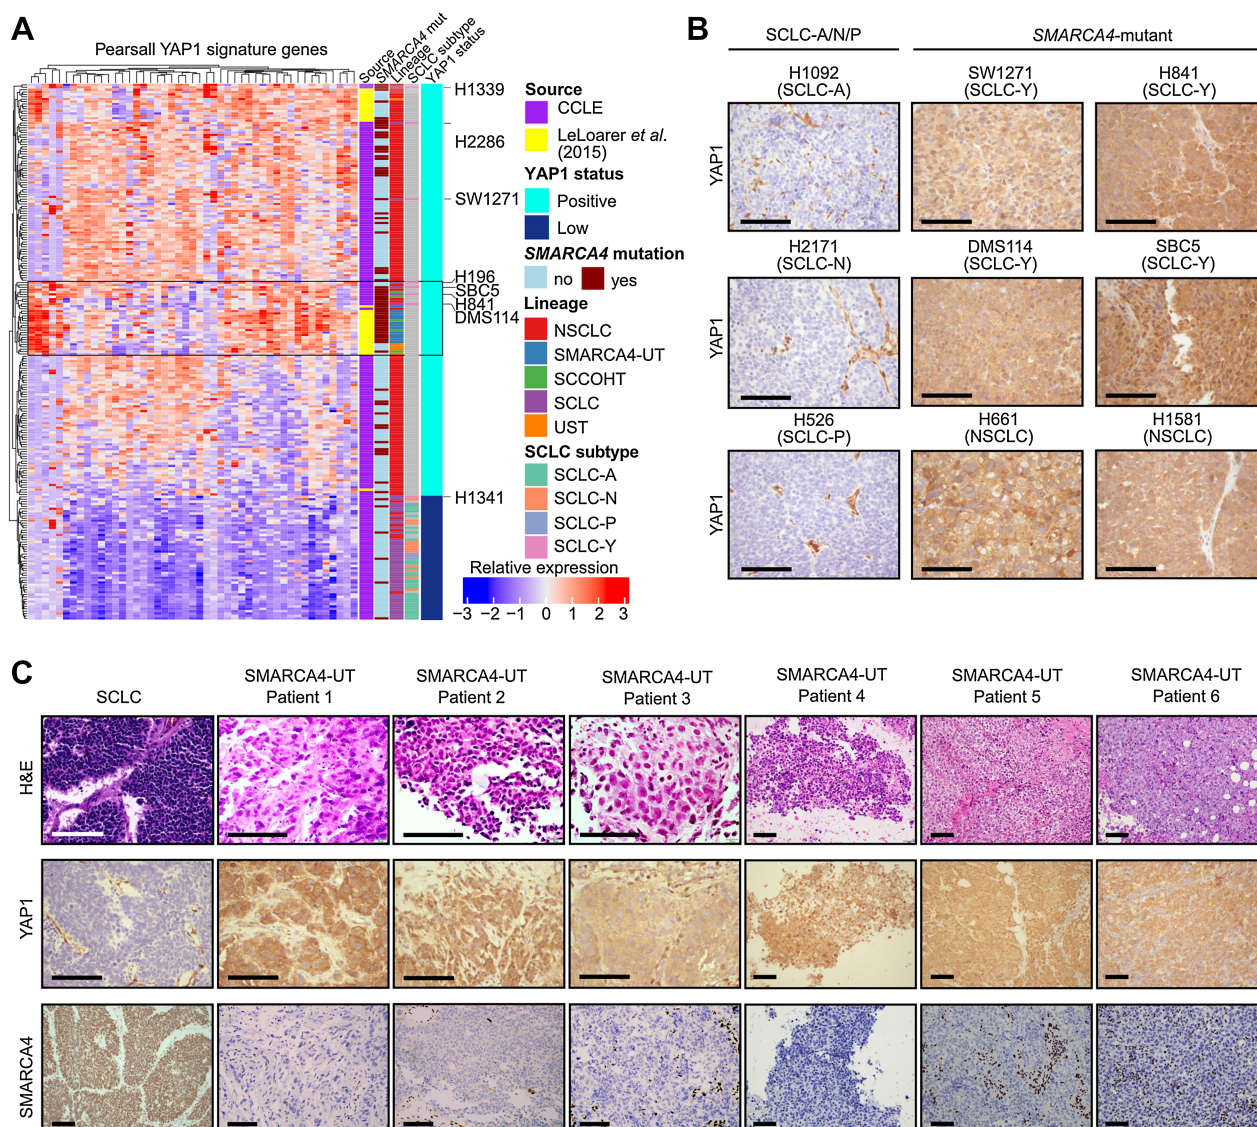 A
Pearsall YAP1 signature genes
Source
SMARCA4 mut
Lineage
SCLC subtype
YAP1 status
H1339
H2286
SW1271
H196
SBC5
H841
DMS114
H1341
Source
CCLE
LeLoarer et al.
(2015)
YAP1 status
Positive
Low
SMARCA4 mutation
no yes
Lineage
NSCLC
SMARCA4-UT
SCCOHT
SCLC
UST
SCLC subtype
SCLC-A
SCLC-N
SCLC-P
SCLC-Y
Relative expression
−3 −2 −1 0 1 2 3
B
SCLC-A/N/P
SMARCA4-mutant
H1092
(SCLC-A)
SW1271
(SCLC-Y)
H841
(SCLC-Y)
YAP1
H2171
(SCLC-N)
DMS114
(SCLC-Y)
SBC5
(SCLC-Y)
YAP1
H526
(SCLC-P)
H661
(NSCLC)
H1581
(NSCLC)
YAP1
C
SCLC
SMARCA4-UT
Patient 1
SMARCA4-UT
Patient 2
SMARCA4-UT
Patient 3
SMARCA4-UT
Patient 4
SMARCA4-UT
Patient 5
SMARCA4-UT
Patient 6
H&E
YAP1
SMARCA4